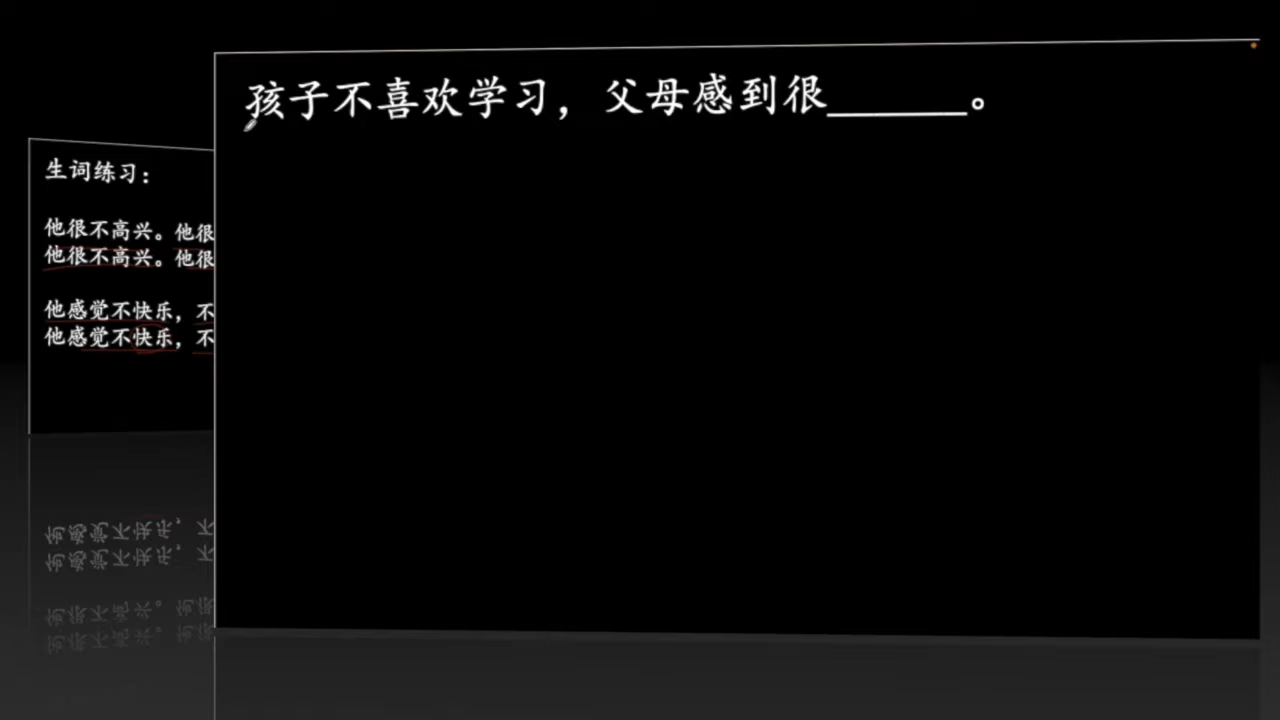 孩子不喜欢学习，父母感到很______。
生词练习：
他很不高兴。他很
他很不高兴。他很
他感觉不快乐，不
他感觉不快乐，不